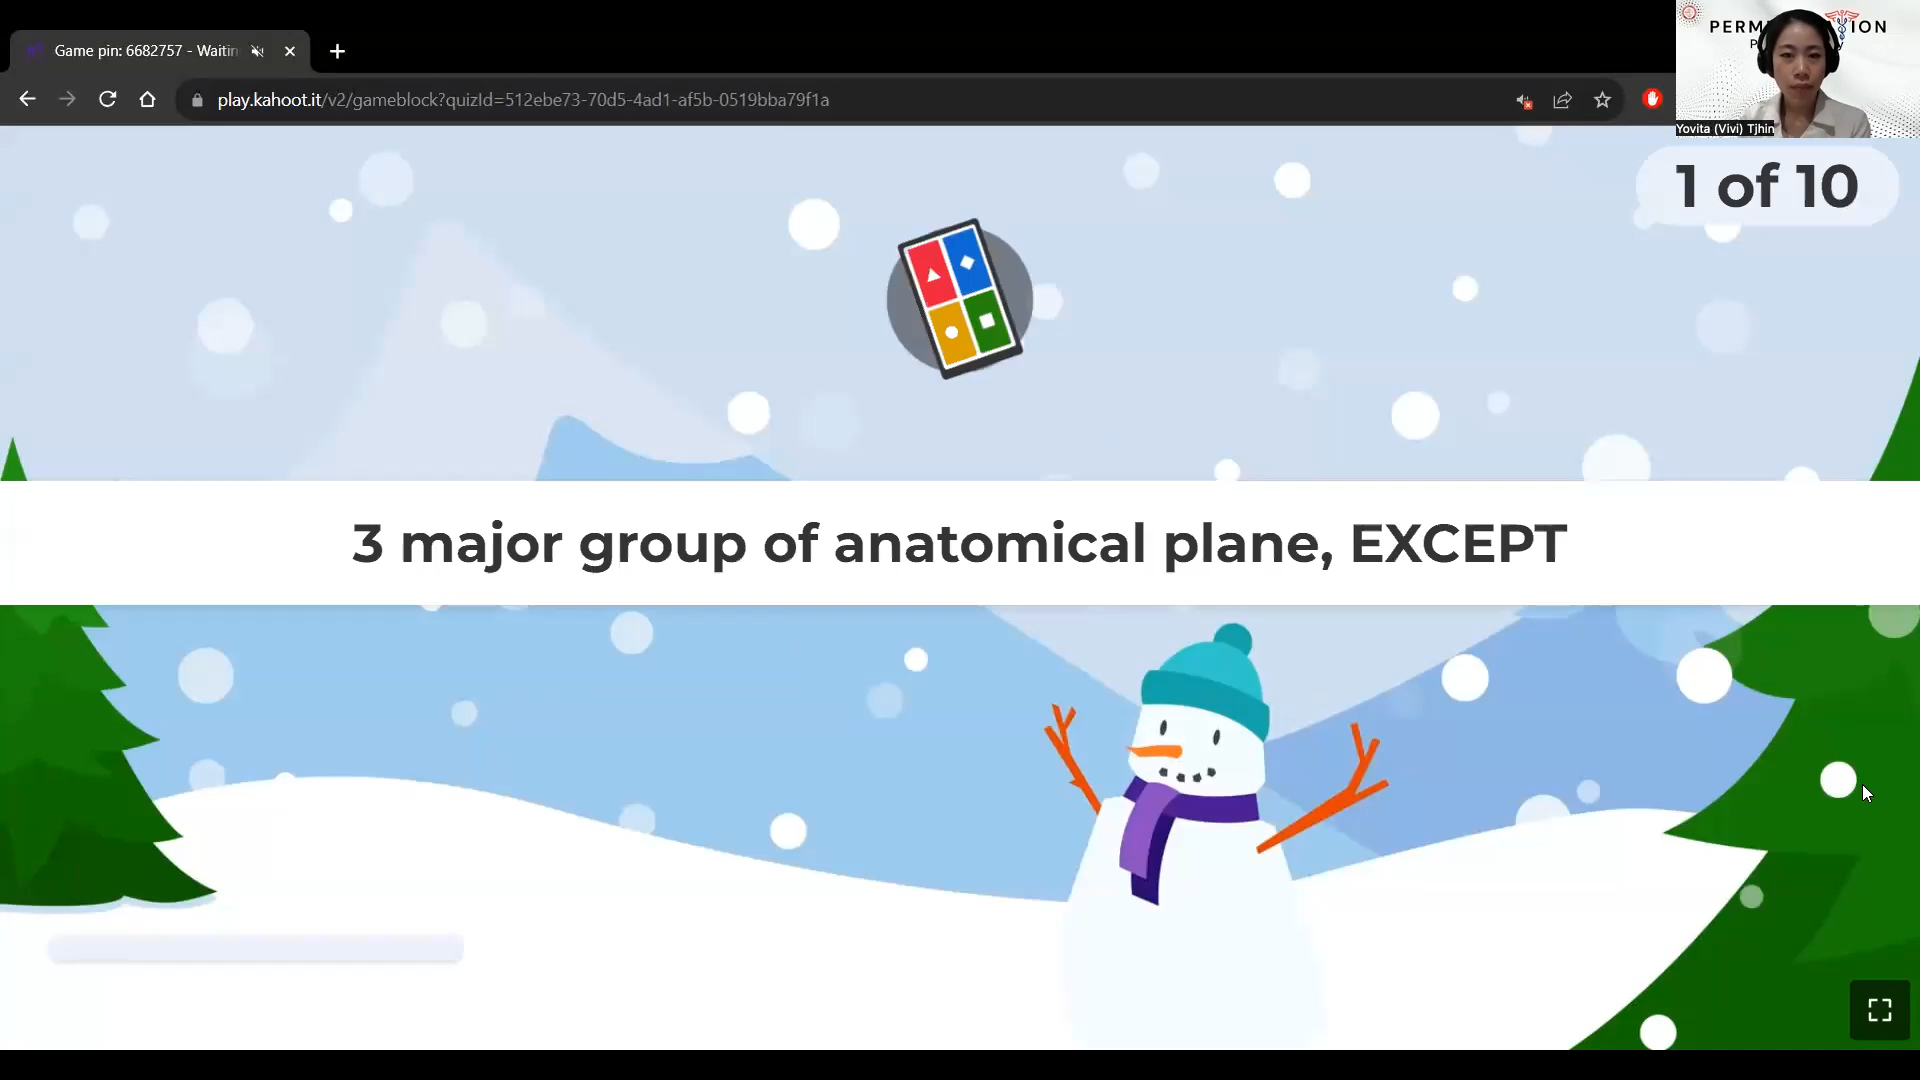 Game pin: 6682757 - Waitin
play.kahoot.it/v2/gameblock?quizId=512ebe73-70d5-4ad1-af5b-0519bba79f1a
Yovita (Vivi) Tjhin
1 of 10
3 major group of anatomical plane, EXCEPT